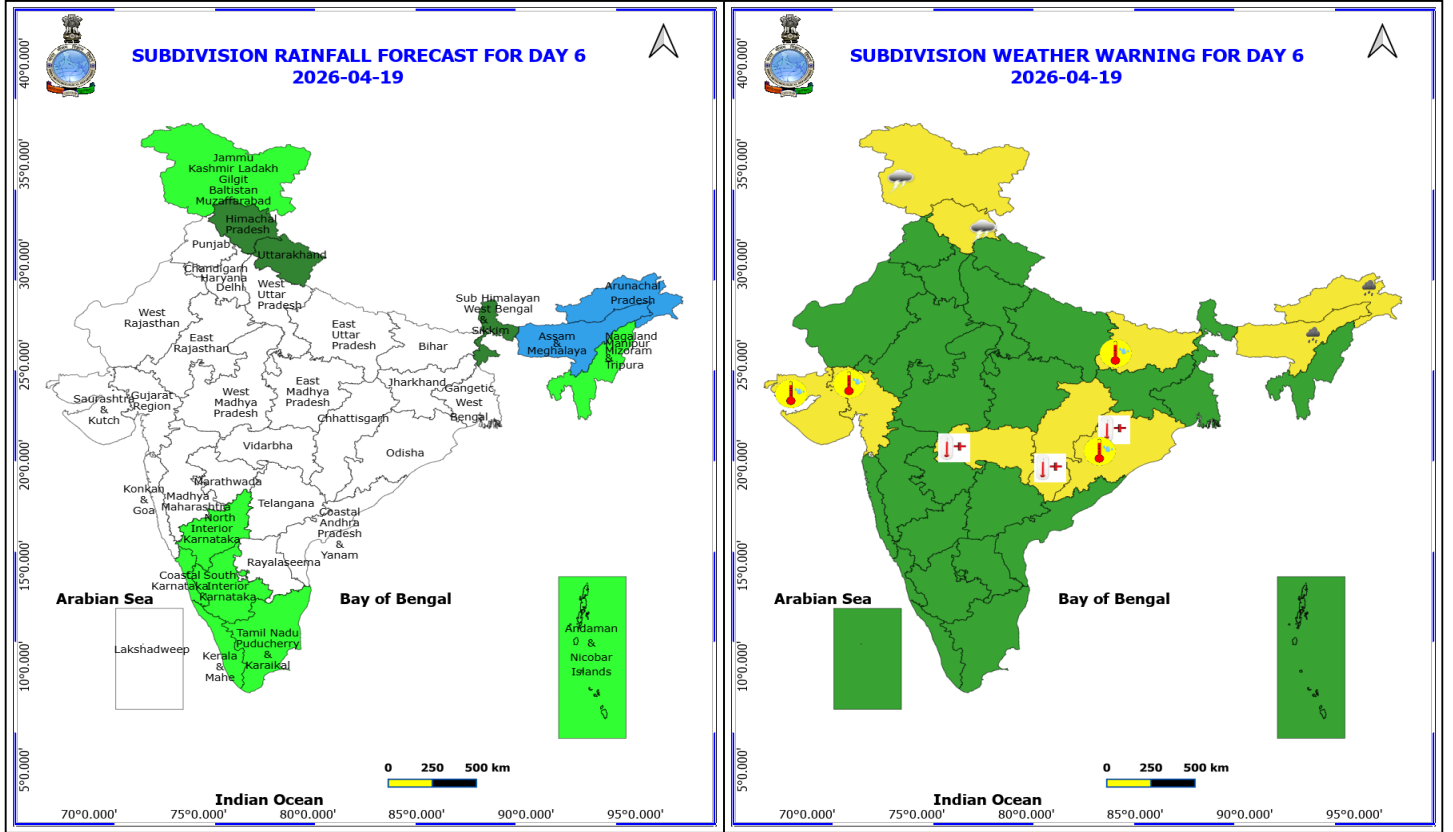 SUBDIVISION RAINFALL FORECAST FOR DAY 6
2026-04-19
40°0.000'
35°0.000'
30°0.000'
25°0.000'
20°0.000'
15°0.000'
10°0.000'
5°0.000'
Jammu
Kashmir Ladakh
Gilgit
Baltistan
Muzaffarabad
Himachal
Pradesh
Punjab
Uttarakhand
Chandigarh
Haryana
Delhi
West
Uttar
Pradesh
West
Rajasthan
East
Rajasthan
East
Uttar
Pradesh
Bihar
Sub Himalayan
West Bengal
&
Sikkim
Arunachal
Pradesh
Assam
&
Meghalaya
Nagaland
Manipur
Mizoram
&
Tripura
Saurashtra
&
Kutch
Gujarat
Region
West
Madhya
Pradesh
East
Madhya
Pradesh
Jharkhand
Gangetic
West
Bengal
Chhattisgarh
Vidarbha
Odisha
Konkan
&
Goa
Madhya
Maharashtra
Marathwada
Telangana
North
Interior
Karnataka
Coastal
Andhra
Pradesh
&
Yanam
Rayalaseema
Coastal
Karnataka
South
Interior
Karnataka
Arabian Sea
Bay of Bengal
Lakshadweep
Kerala
&
Mahe
Tamil Nadu
Puducherry
&
Karaikal
Andaman
&
Nicobar
Islands
0 250 500 km
Indian Ocean
70°0.000' 75°0.000' 80°0.000' 85°0.000' 90°0.000' 95°0.000'
SUBDIVISION WEATHER WARNING FOR DAY 6
2026-04-19
40°0.000'
35°0.000'
30°0.000'
25°0.000'
20°0.000'
15°0.000'
10°0.000'
5°0.000'
Arabian Sea
Bay of Bengal
0 250 500 km
Indian Ocean
70°0.000' 75°0.000' 80°0.000' 85°0.000' 90°0.000' 95°0.000'